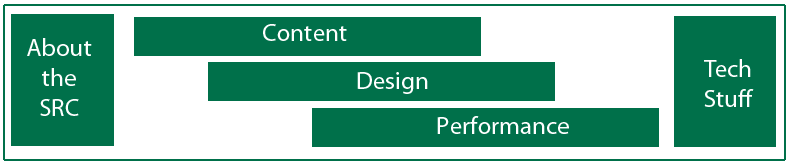 About
the
SRC
Content
Design
Performance
Tech
Stuff